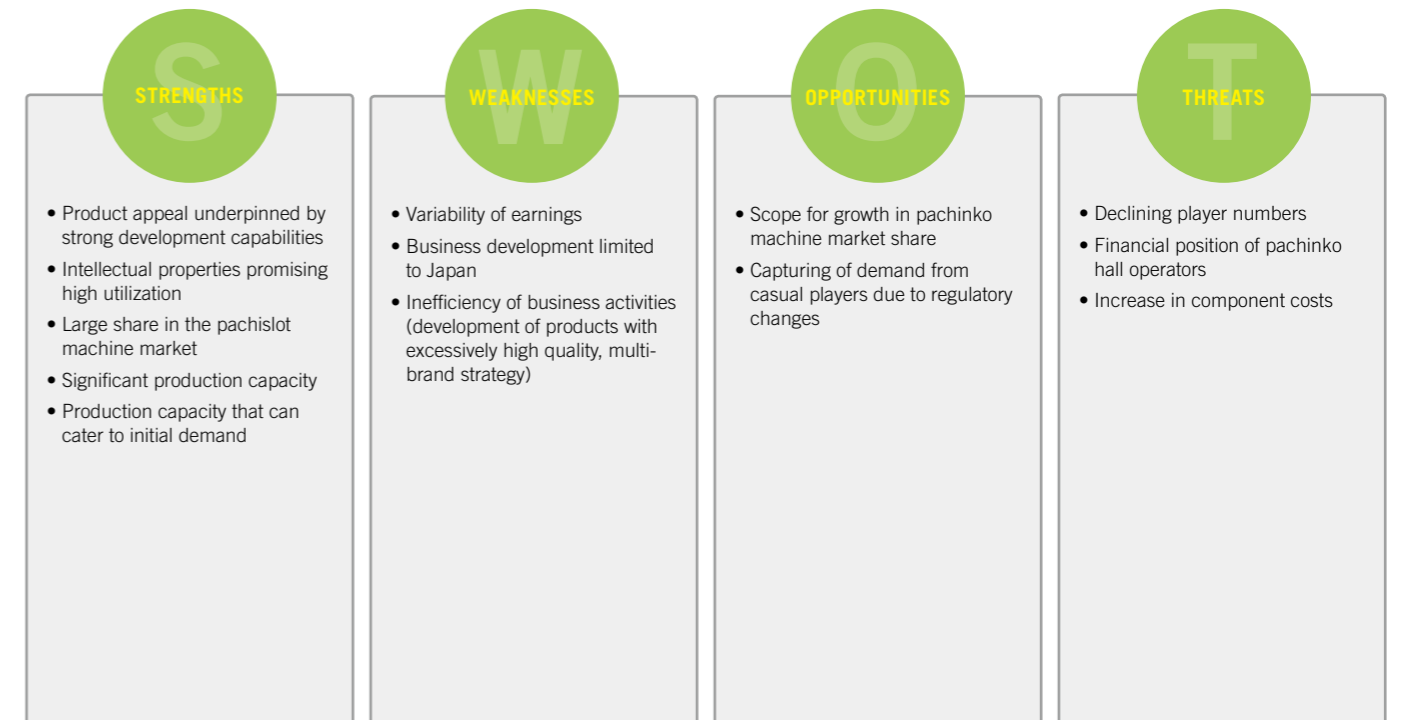 S
STRENGTHS
• Product appeal underpinned by
strong development capabilities
• Intellectual properties promising
high utilization
• Large share in the pachislot
machine market
• Significant production capacity
• Production capacity that can
cater to initial demand
W
WEAKNESSES
• Variability of earnings
• Business development limited
to Japan
• Inefficiency of business activities
(development of products with
excessively high quality, multi-
brand strategy)
O
OPPORTUNITIES
• Scope for growth in pachinko
machine market share
• Capturing of demand from
casual players due to regulatory
changes
T
THREATS
• Declining player numbers
• Financial position of pachinko
hall operators
• Increase in component costs